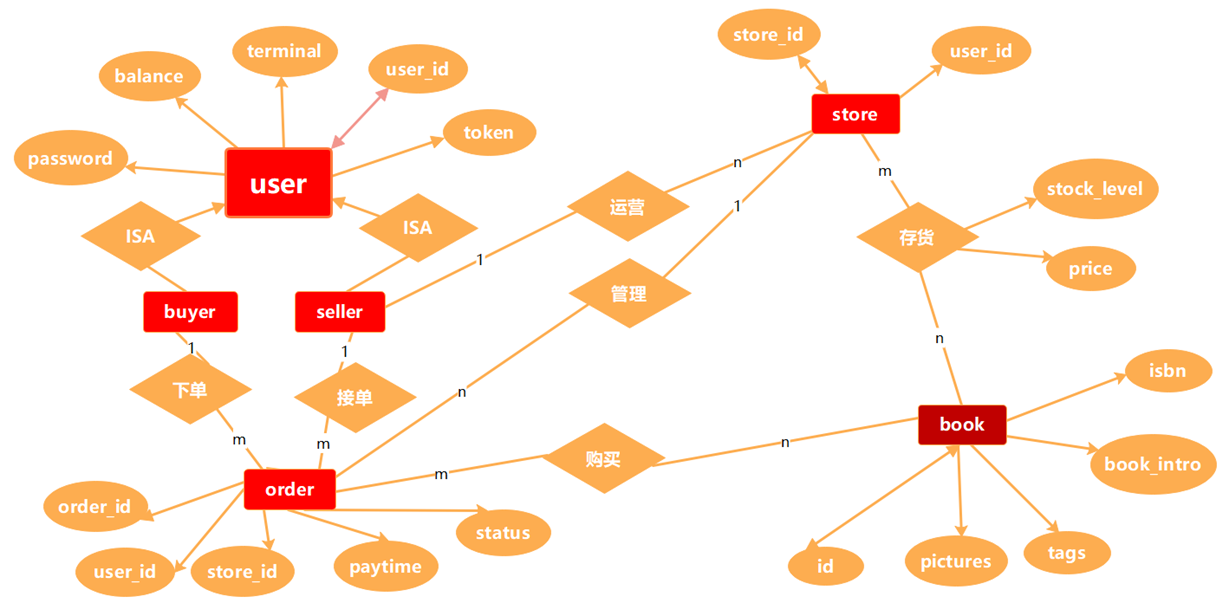 store_id
user_id
terminal
user_id
balance
token
password
user
store
n
m
stock_level
1
运营
ISA
ISA
存货
price
1
管理
buyer
seller
1
1
n
isbn
下单
接单
n
book
m
m
购买
n
book_intro
m
order
order_id
status
user_id
store_id
paytime
id
pictures
tags